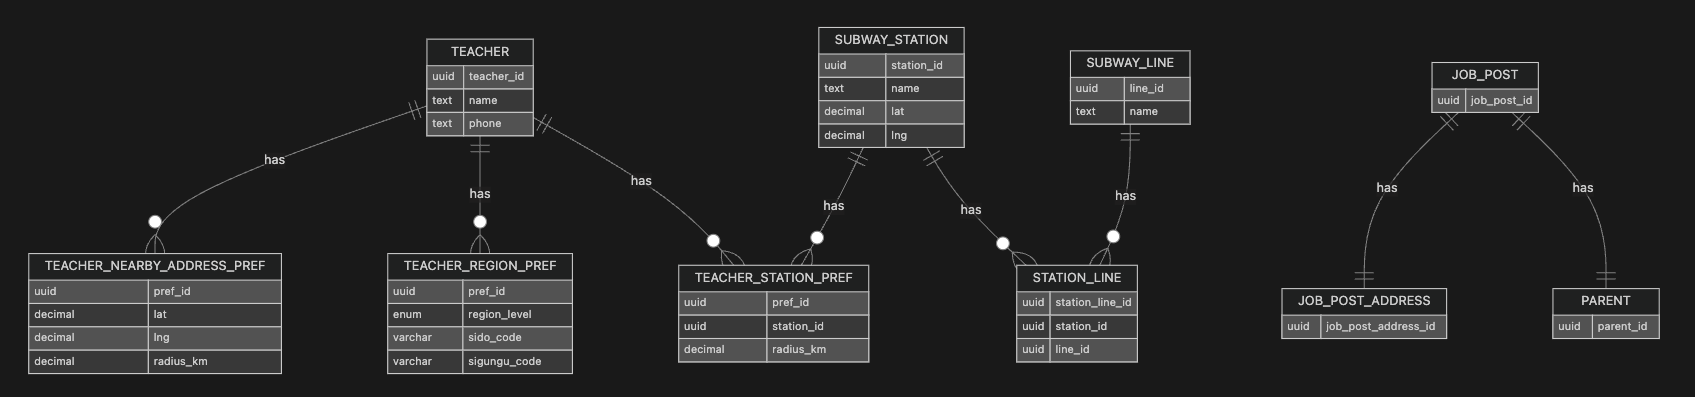 TEACHER
uuid teacher_id
text name
text phone
SUBWAY_STATION
uuid station_id
text name
decimal lat
decimal lng
SUBWAY_LINE
uuid line_id
text name
JOB_POST
uuid job_post_id
has
has
has
has
has
has
has
has
TEACHER_NEARBY_ADDRESS_PREF
uuid pref_id
decimal lat
decimal lng
decimal radius_km
TEACHER_REGION_PREF
uuid pref_id
enum region_level
varchar sido_code
varchar sigungu_code
TEACHER_STATION_PREF
uuid pref_id
uuid station_id
decimal radius_km
STATION_LINE
uuid station_line_id
uuid station_id
uuid line_id
JOB_POST_ADDRESS
uuid job_post_address_id
PARENT
uuid parent_id